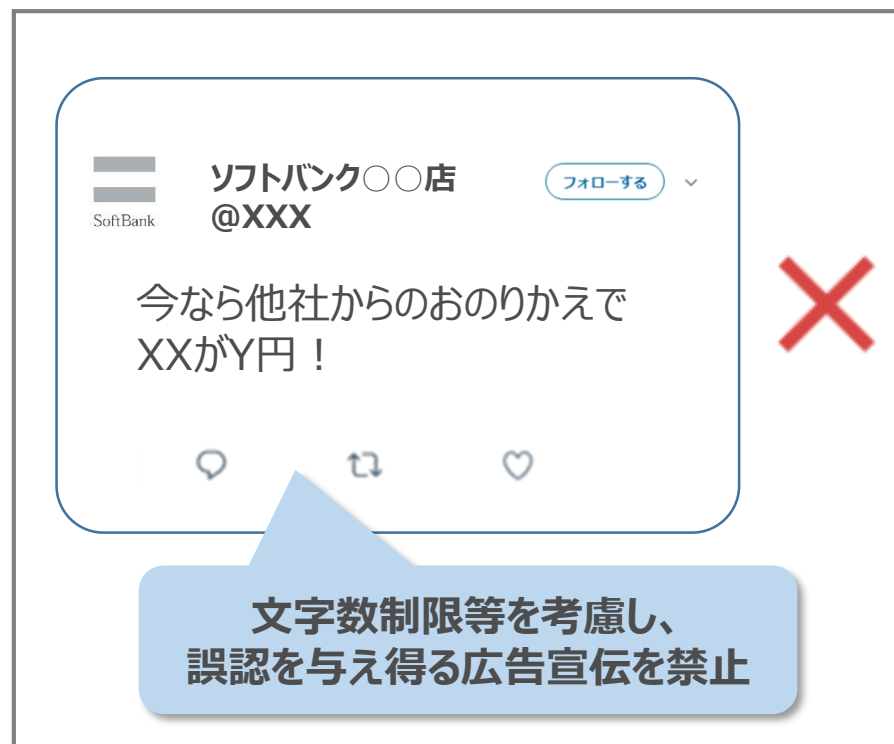 ソフトバンク○○店
フォローする
SoftBank
@XXX
今なら他社からのおのりかえで
XXがY円！
文字数制限等を考慮し、
誤認を与え得る広告宣伝を禁止